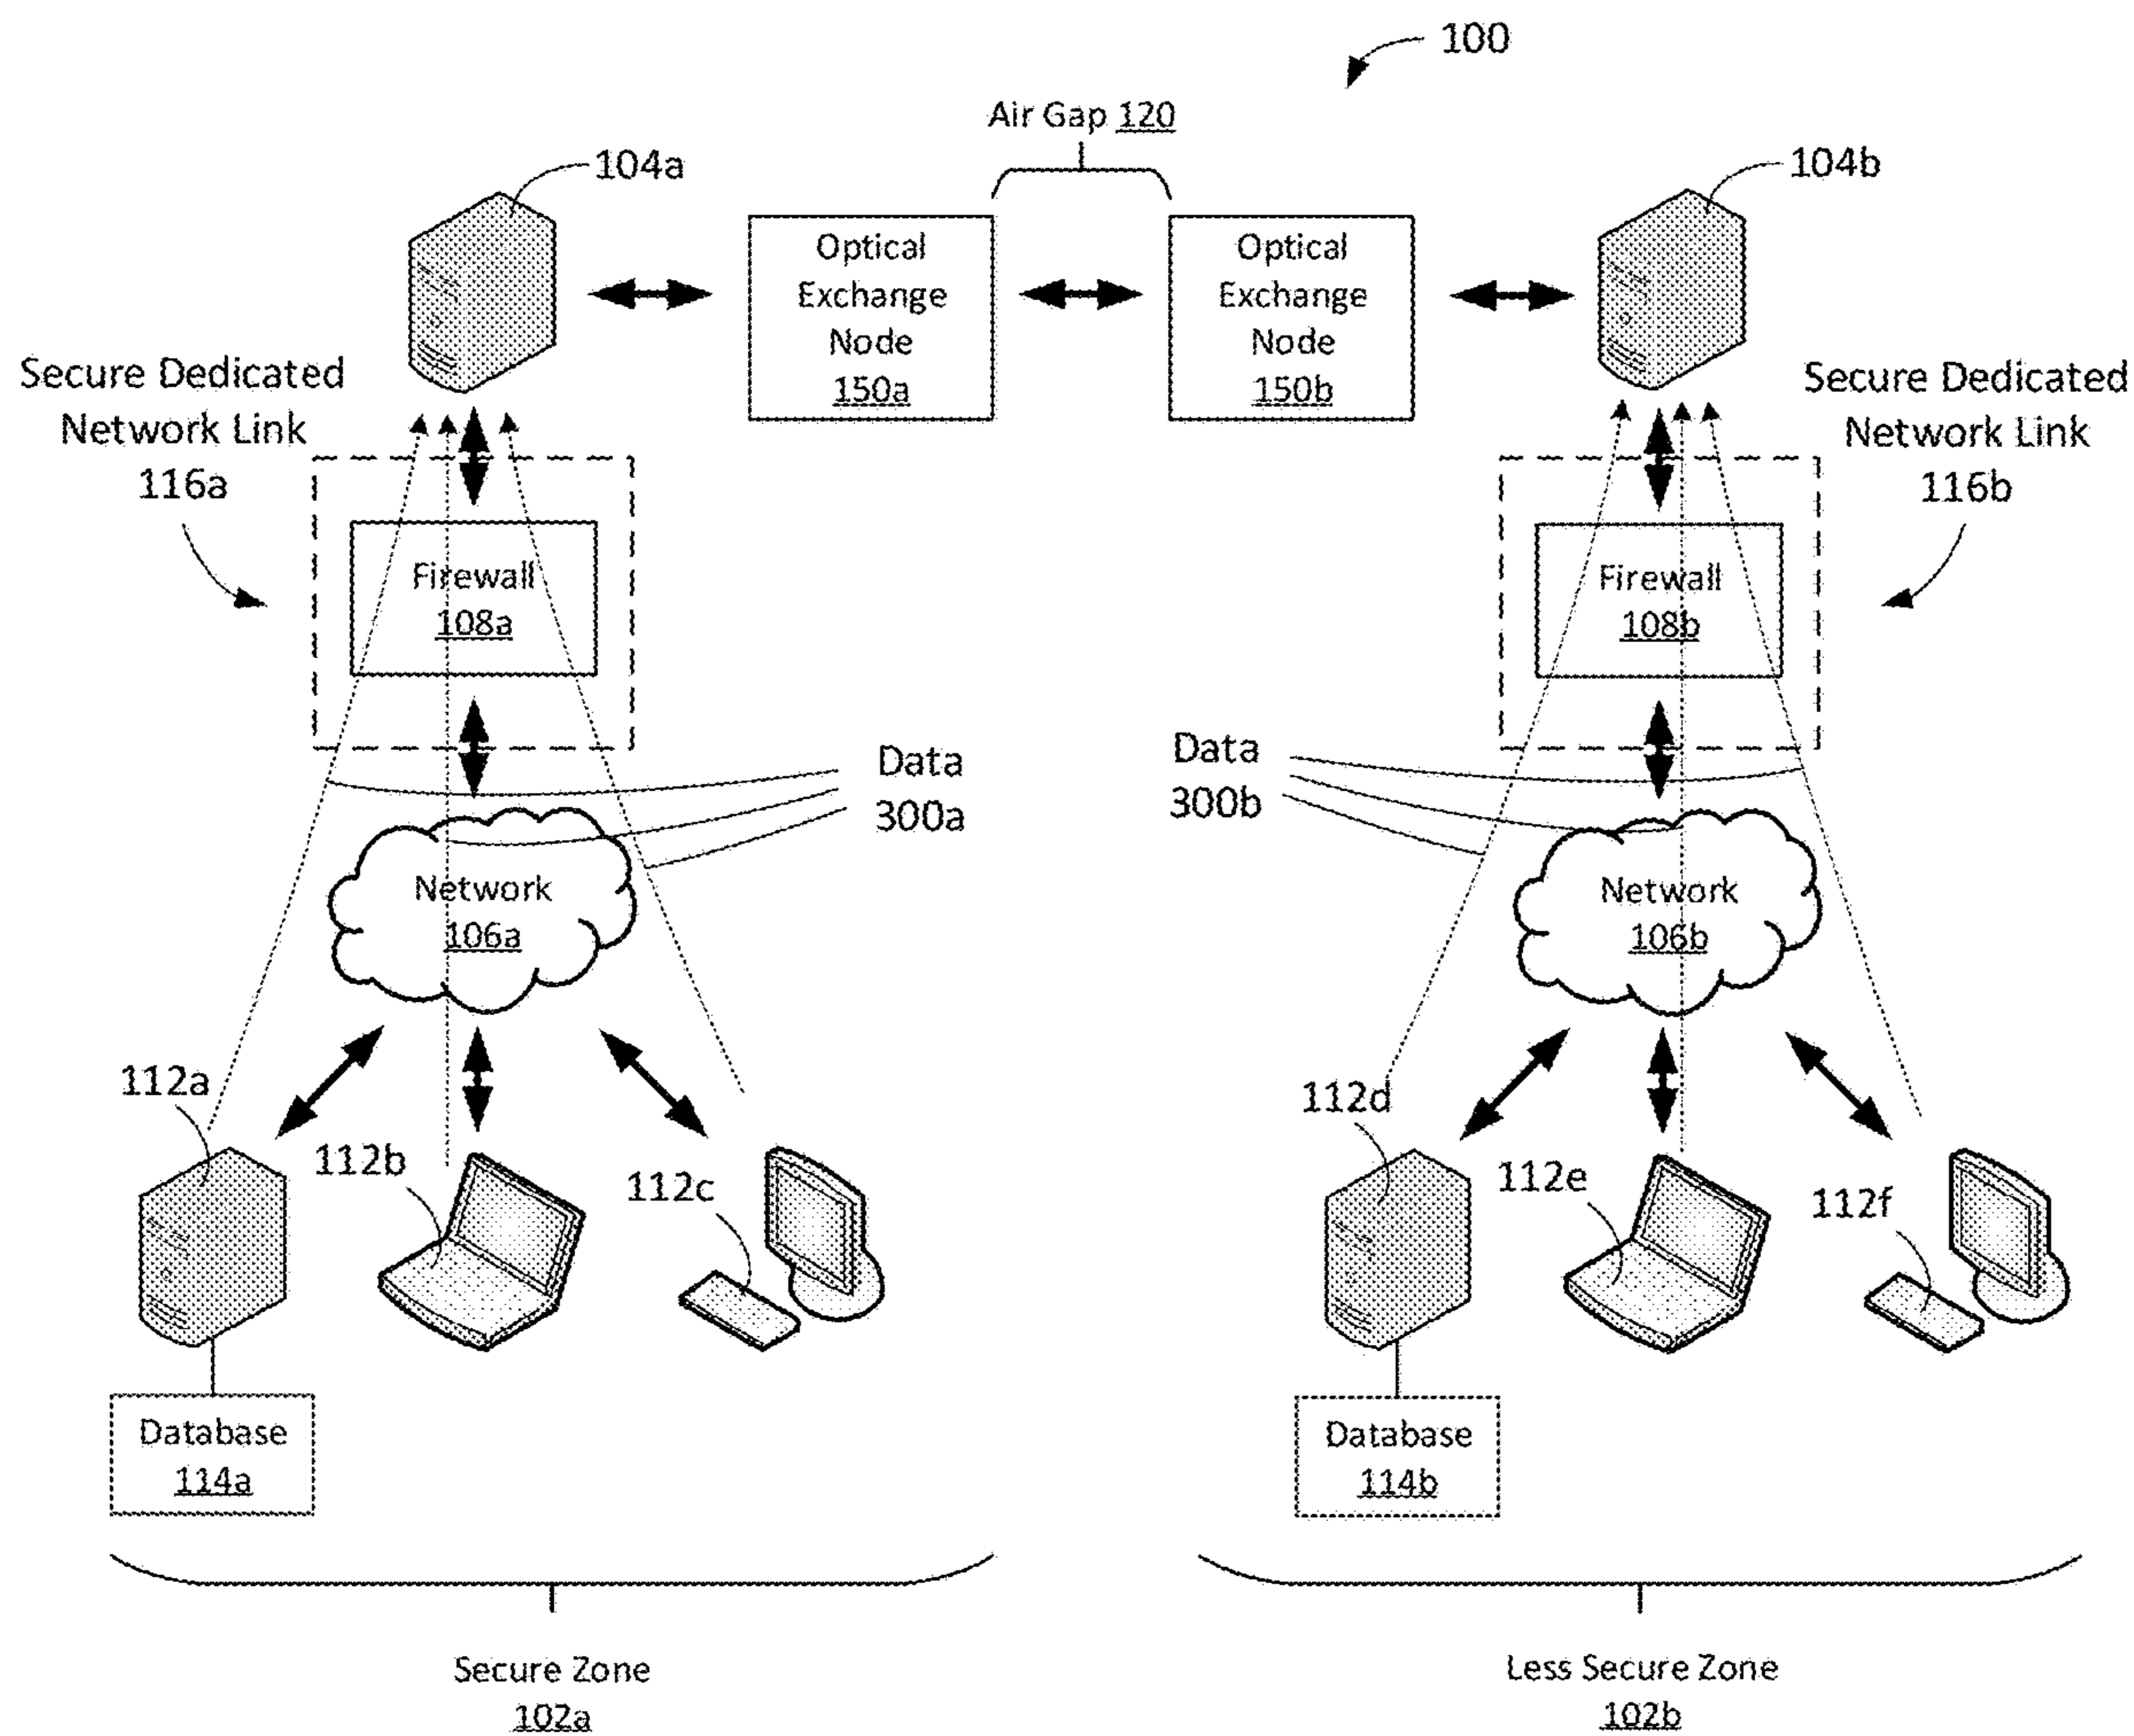 100
Air Gap 120
104a
104b
Optical
Exchange
Node
150a
Optical
Exchange
Node
150b
Secure Dedicated
Network Link
116a
Secure Dedicated
Network Link
116b
Firewall
108a
Firewall
108b
Data
300a
Data
300b
Network
106a
Network
106b
112a
112b
112c
112d
112e
112f
Database
114a
Database
114b
Secure Zone
102a
Less Secure Zone
102b